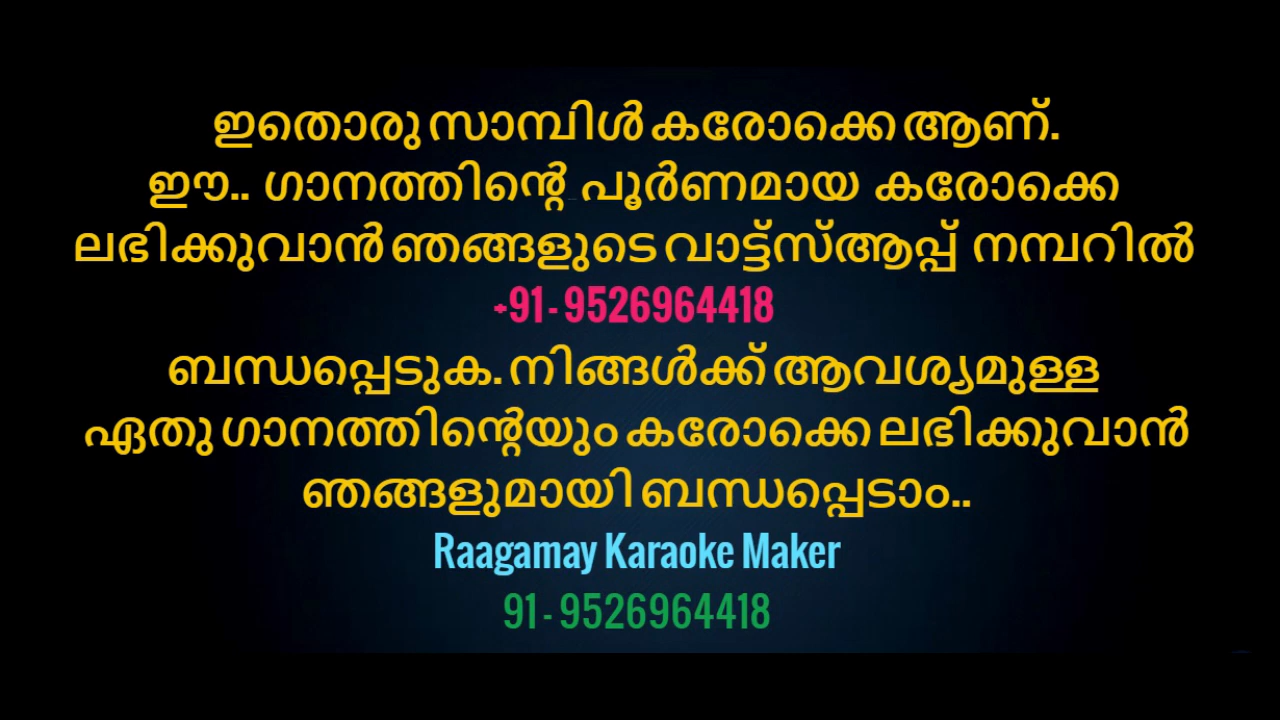 ഇതൊരു സാമ്പിൾ കരോക്കെ ആണ്.
ഈ.. ഗാനത്തിന്റെ പൂർണമായ കരോക്കെ
ലഭിക്കുവാൻ ഞങ്ങളുടെ വാട്ട്സ്ആപ്പ് നമ്പറിൽ
+91 - 9526964418
ബന്ധപ്പെടുക. നിങ്ങൾക്ക് ആവശ്യമുള്ള
ഏതു ഗാനത്തിന്റെയും കരോക്കെ ലഭിക്കുവാൻ
ഞങ്ങളുമായി ബന്ധപ്പെടാം..
Raagamay Karaoke Maker
91 - 9526964418